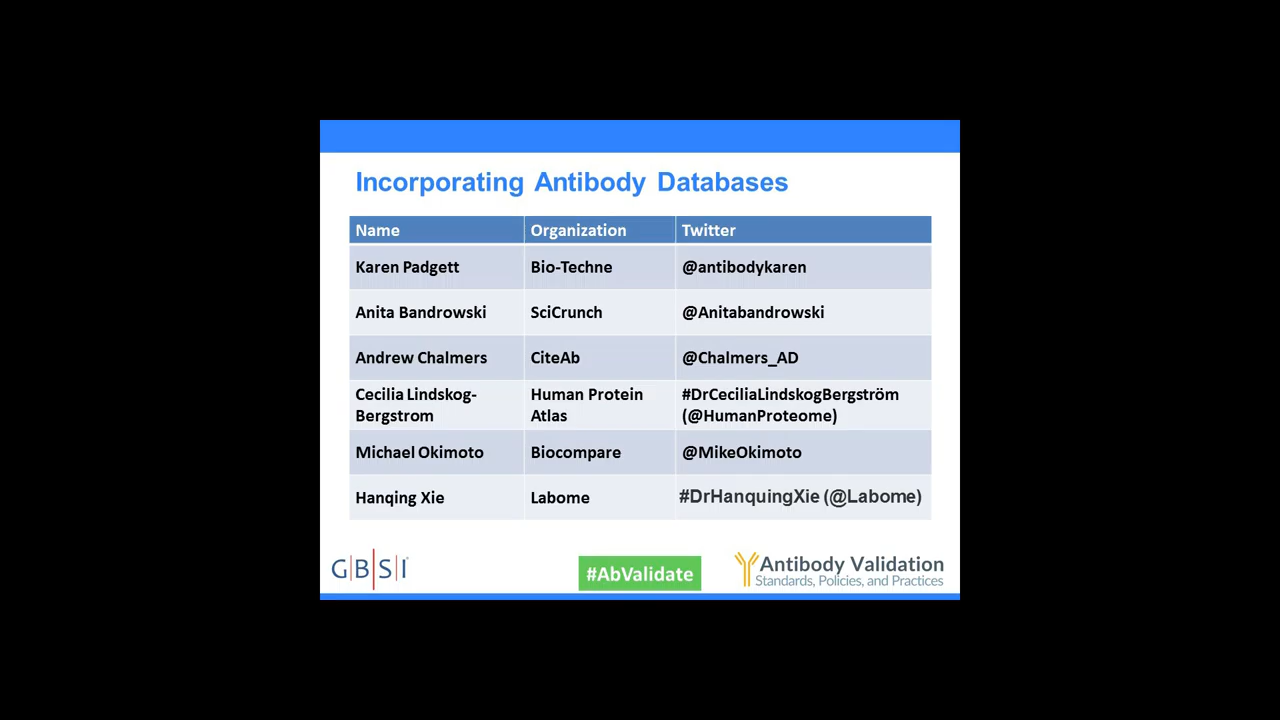 Incorporating Antibody Databases
Name Organization Twitter
Karen Padgett Bio-Techne @antibodykaren
Anita Bandrowski SciCrunch @Anitabandrowski
Andrew Chalmers CiteAb @Chalmers_AD
Cecilia Lindskog- Human Protein #DrCeciliaLindskogBergström
Bergstrom Atlas (@HumanProteome)
Michael Okimoto Biocompare @MikeOkimoto
Hanqing Xie Labome #DrHanquingXie (@Labome)
GBSI
#AbValidate
Antibody Validation
Standards, Policies, and Practices